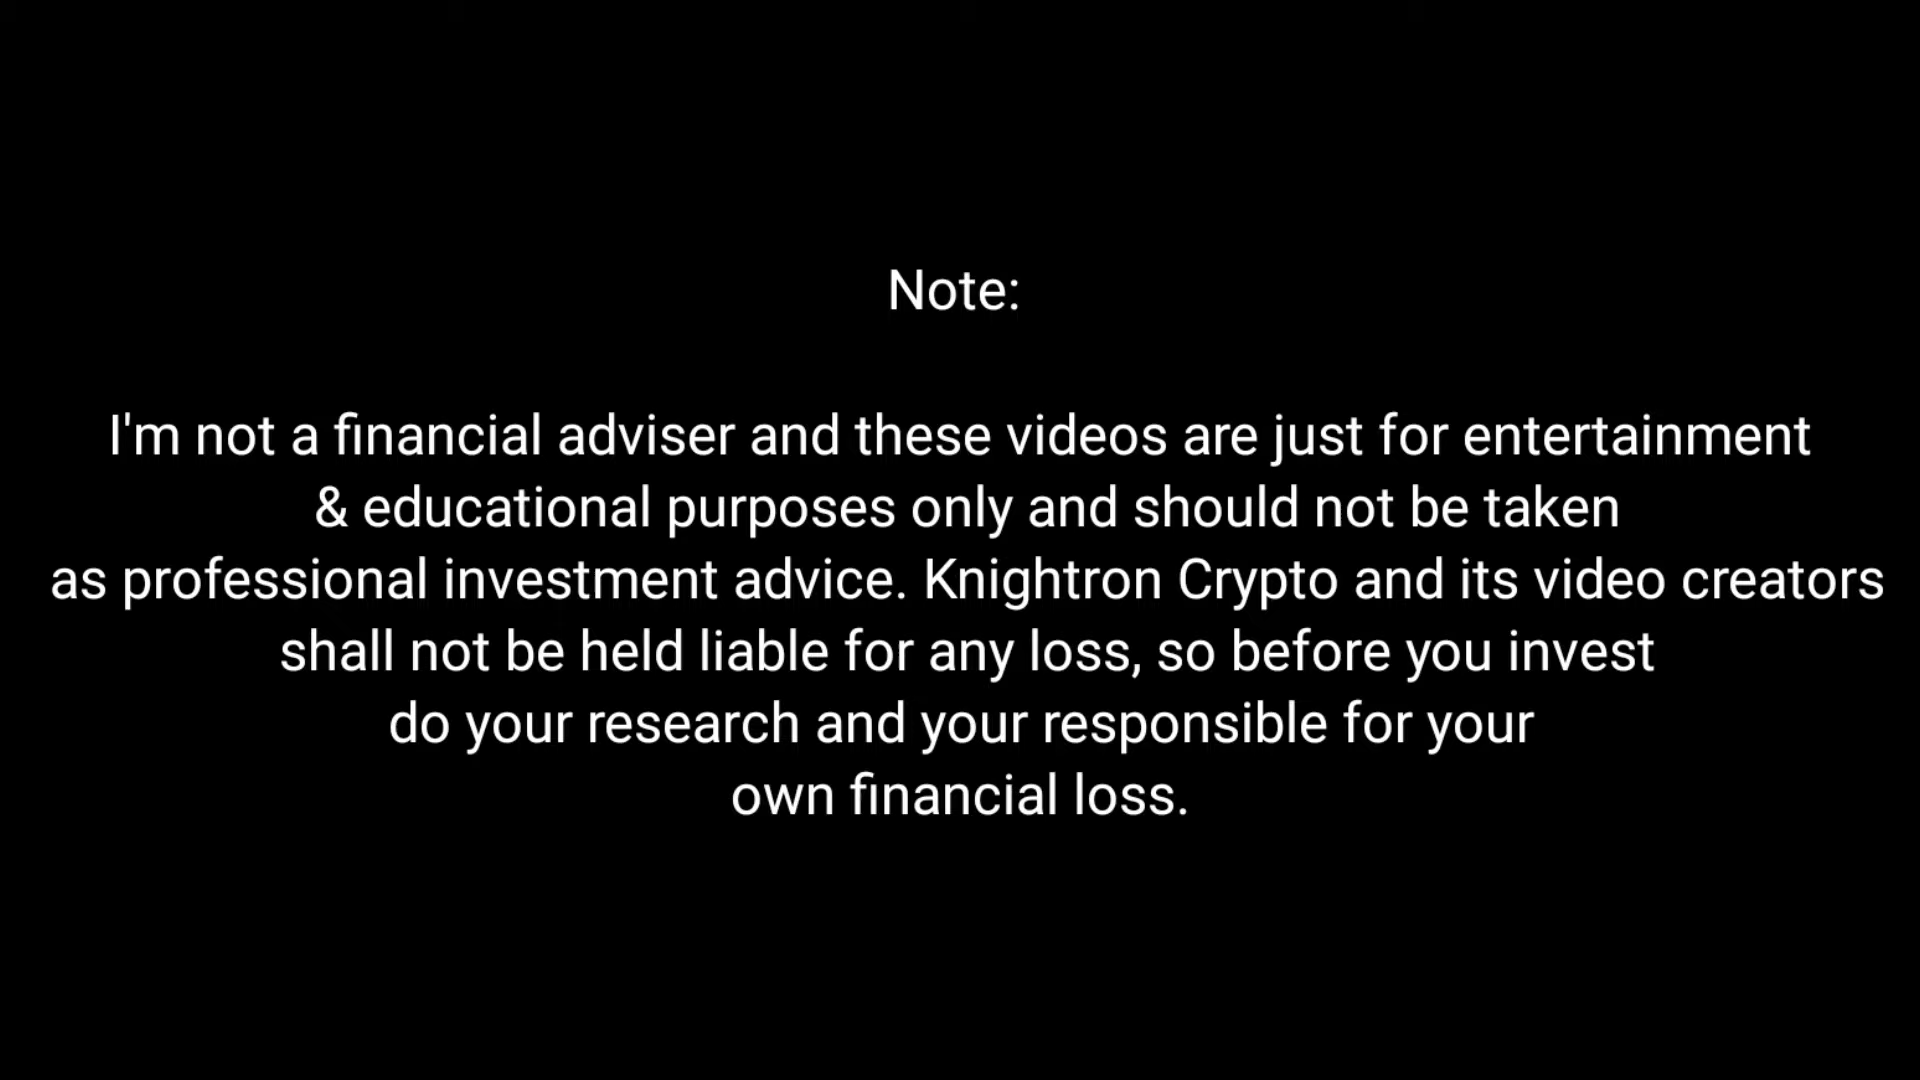 Note:
I'm not a financial adviser and these videos are just for entertainment
& educational purposes only and should not be taken
as professional investment advice. Knightron Crypto and its video creators
shall not be held liable for any loss, so before you invest
do your research and your responsible for your
own financial loss.